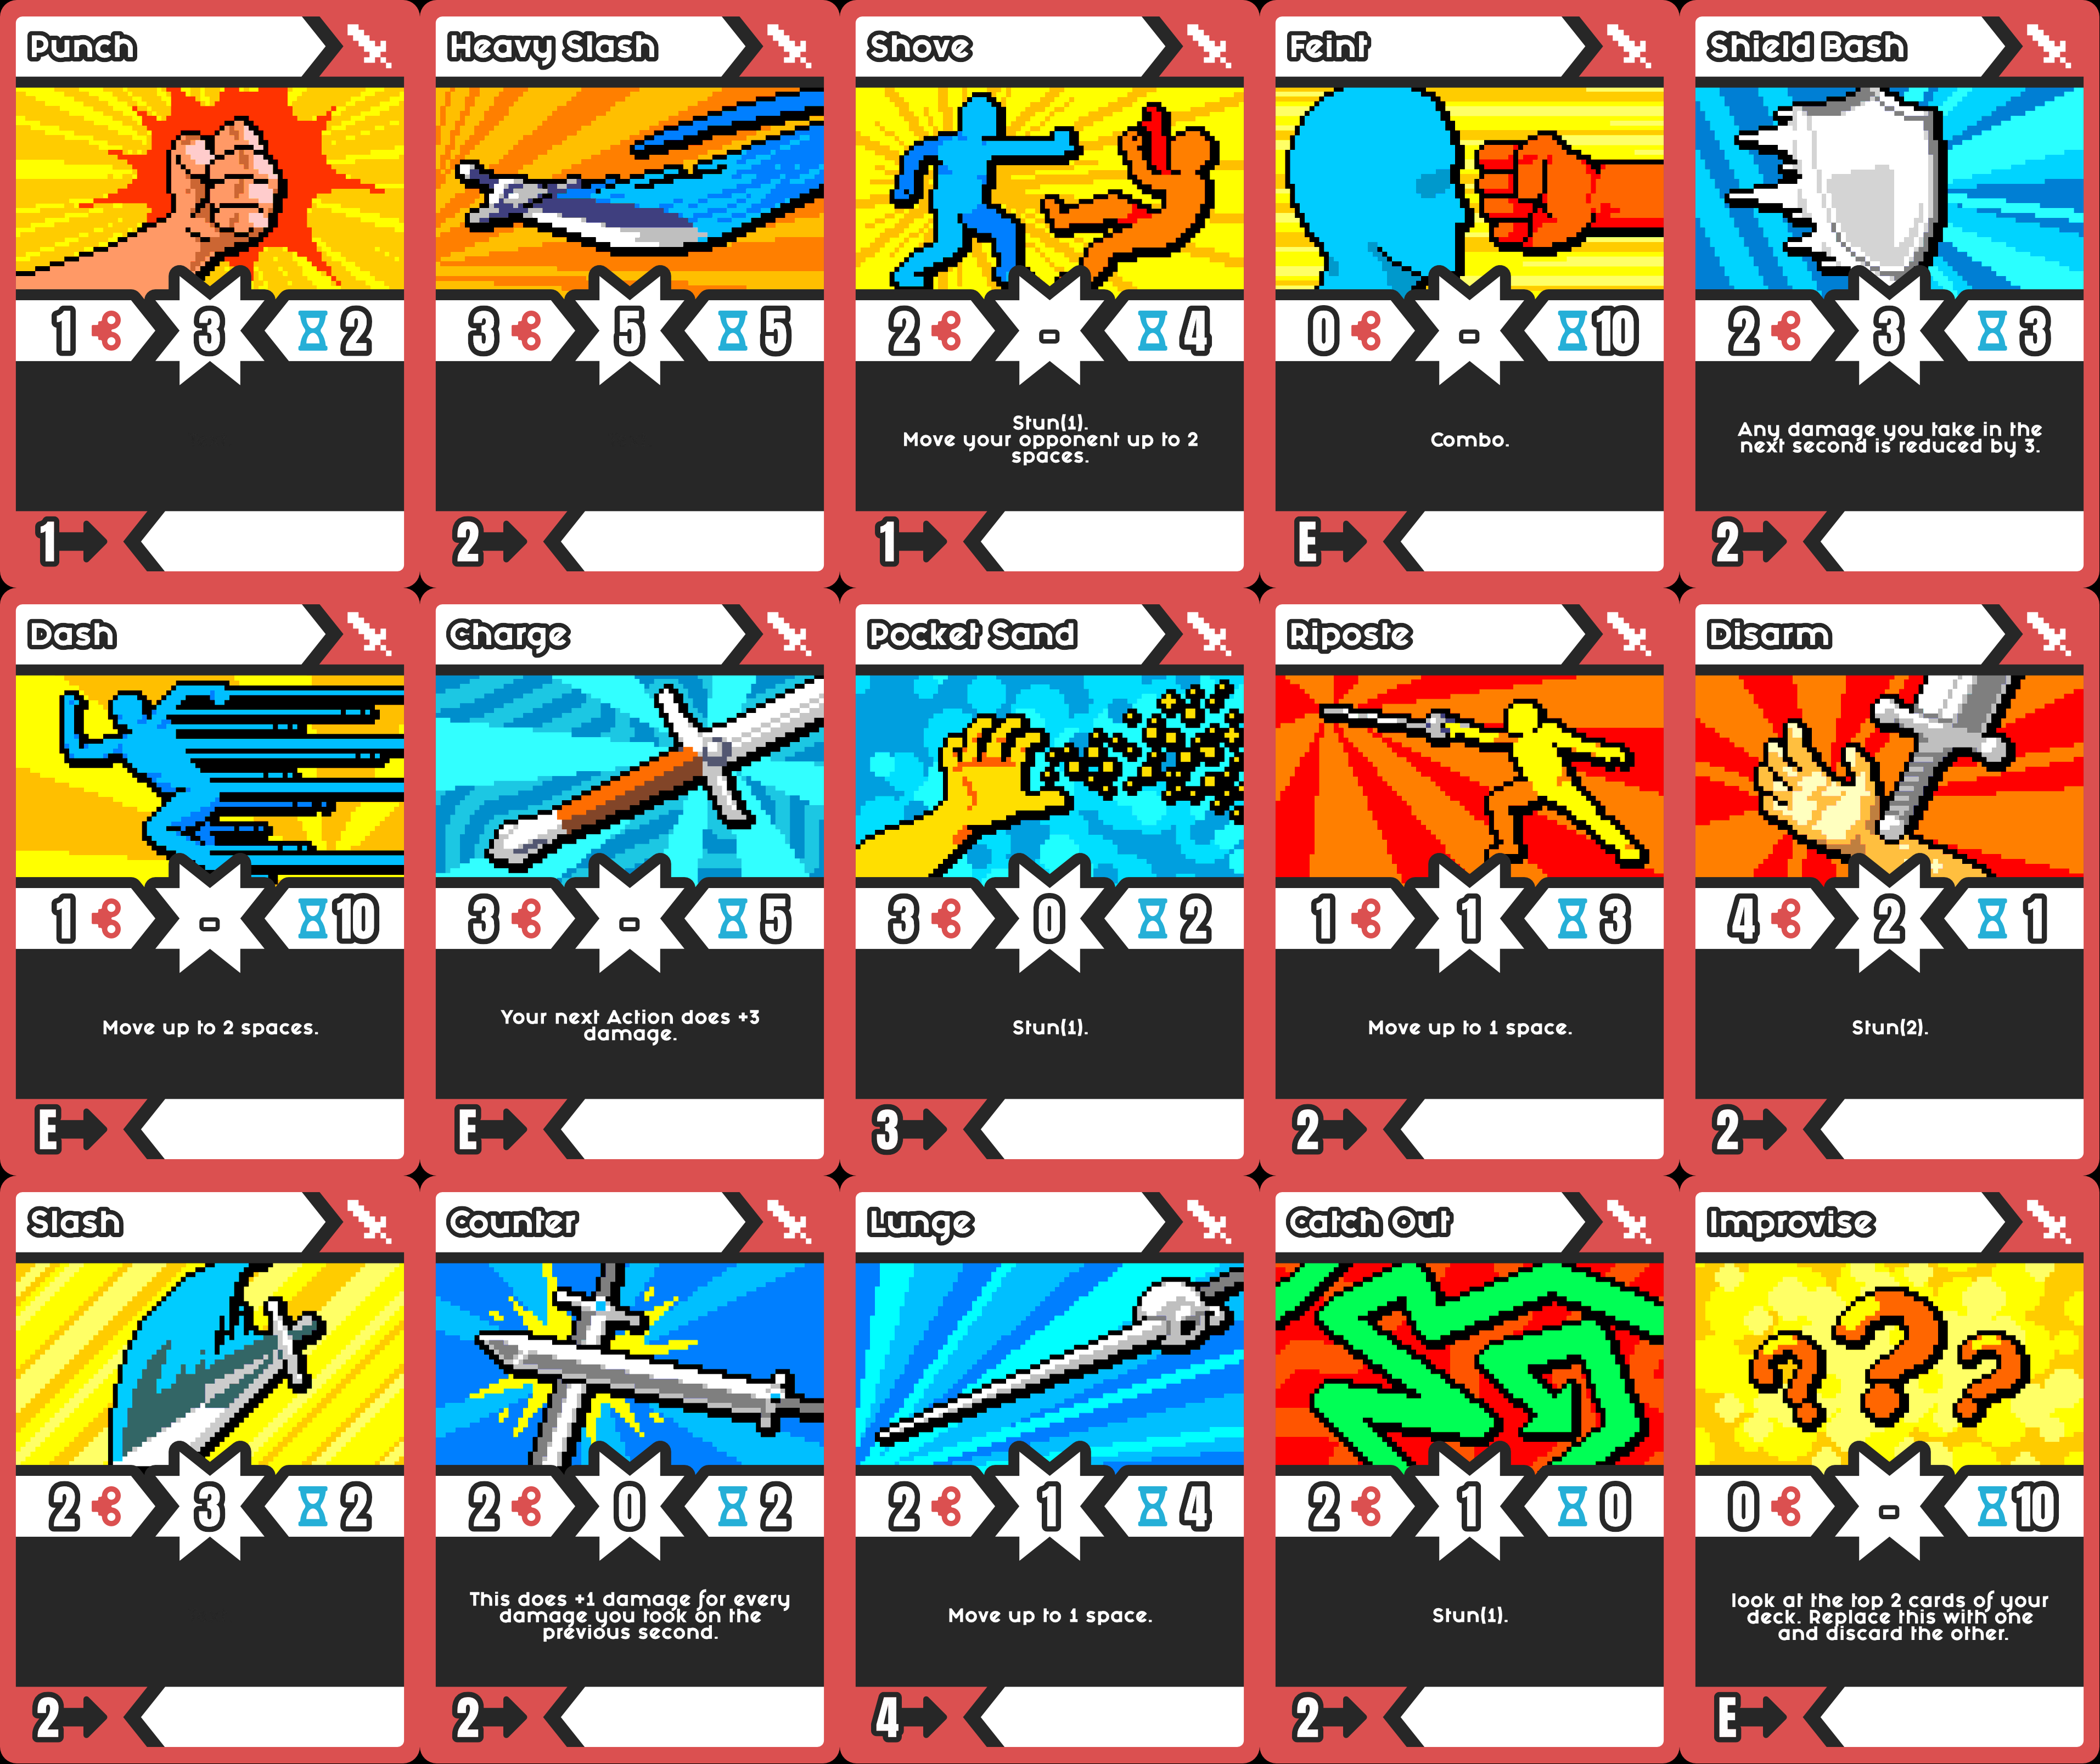 Punch
1 3 2
1
Heavy Slash
3 5 5
2
Shove
2 - 4
Stun(1).
Move your opponent up to 2
spaces.
1
Feint
0 - 10
Combo.
E
Shield Bash
2 3 3
Any damage you take in the
next second is reduced by 3.
2
Dash
1 - 10
Move up to 2 spaces.
E
Charge
3 - 5
Your next Action does +3
damage.
E
Pocket Sand
3 0 2
Stun(1).
3
Riposte
1 1 3
Move up to 1 space.
2
Disarm
4 2 1
Stun(2).
2
Slash
2 3 2
2
Counter
2 0 2
This does +1 damage for every
damage you took on the
previous second.
2
Lunge
2 1 4
Move up to 1 space.
4
Catch Out
2 1 0
Stun(1).
2
Improvise
0 - 10
look at the top 2 cards of your
deck. Replace this with one
and discard the other.
E